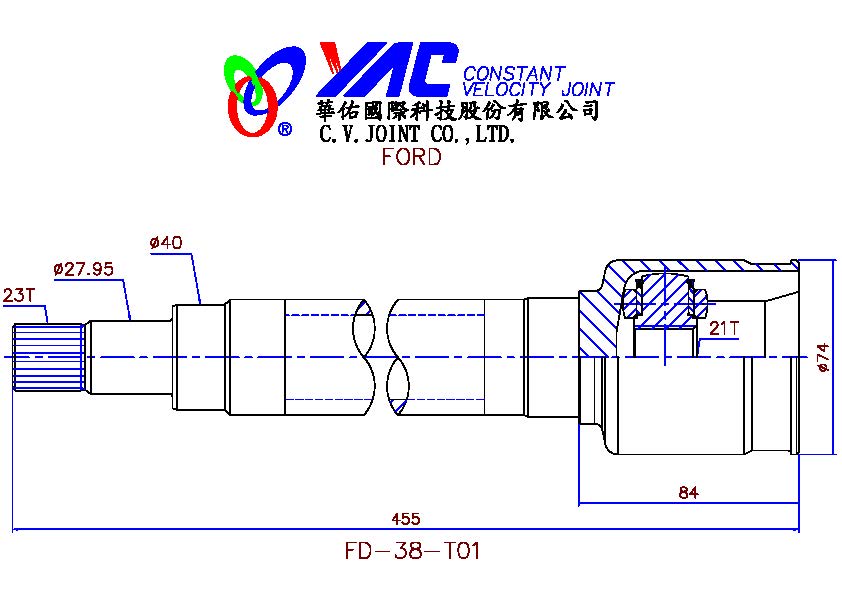 YAC CONSTANT
VELOCITY JOINT
華佑國際科技股份有限公司
®
C.V.JOINT CO.,LTD.
FORD
ø40
ø27.95
23T
21T
ø74
84
455
FD-38-T01